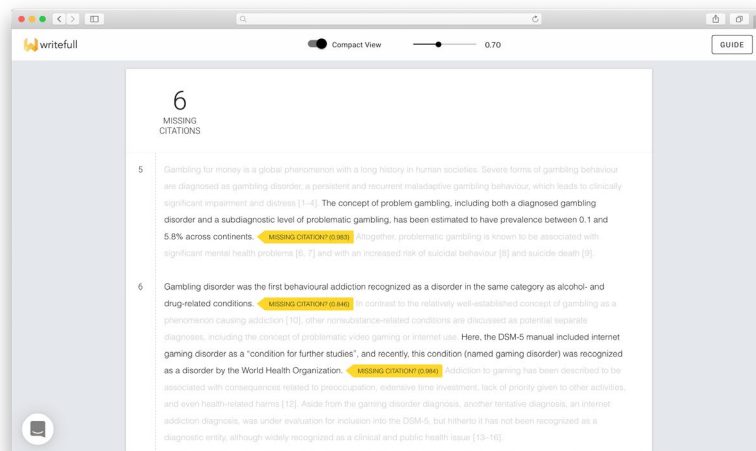 writefull
Compact View
0.70
GUIDE
6
MISSING
CITATIONS
5
Gambling for money is a global phenomenon with a long history in human societies. Severe forms of gambling behaviour
are diagnosed as gambling disorder, a persistent and recurrent maladaptive gambling behaviour, which leads to clinically
significant impairment and distress [1-4]. The concept of problem gambling, including both a diagnosed gambling
disorder and a subdiagnostic level of problematic gambling, has been estimated to have prevalence between 0.1 and
5.8% across continents. MISSING CITATION? (0.983) Altogether, problematic gambling is known to be associated with
significant mental health problems [6, 7] and with an increased risk of suicidal behaviour [8] and suicide death [9].
6
Gambling disorder was the first behavioural addiction recognized as a disorder in the same category as alcohol- and
drug-related conditions. MISSING CITATION? (0.846) In contrast to the relatively well-established concept of gambling as a
phenomenon causing addiction [10], other nonsubstance-related conditions are discussed as potential separate
diagnoses, including the concept of problematic video gaming or internet use. Here, the DSM-5 manual included internet
gaming disorder as a “condition for further studies”, and recently, this condition (named gaming disorder) was recognized
as a disorder by the World Health Organization. MISSING CITATION? (0.984) Addiction to gaming has been described to be
associated with consequences related to preoccupation, extensive time investment, lack of priority given to other activities,
and even health-related harms [12]. Aside from the gaming disorder diagnosis, another tentative diagnosis, an internet
addiction diagnosis, was under evaluation for inclusion into the DSM-5, but hitherto it has not been recognized as a
diagnostic entity, although widely recognized as a clinical and public health issue [13-16].